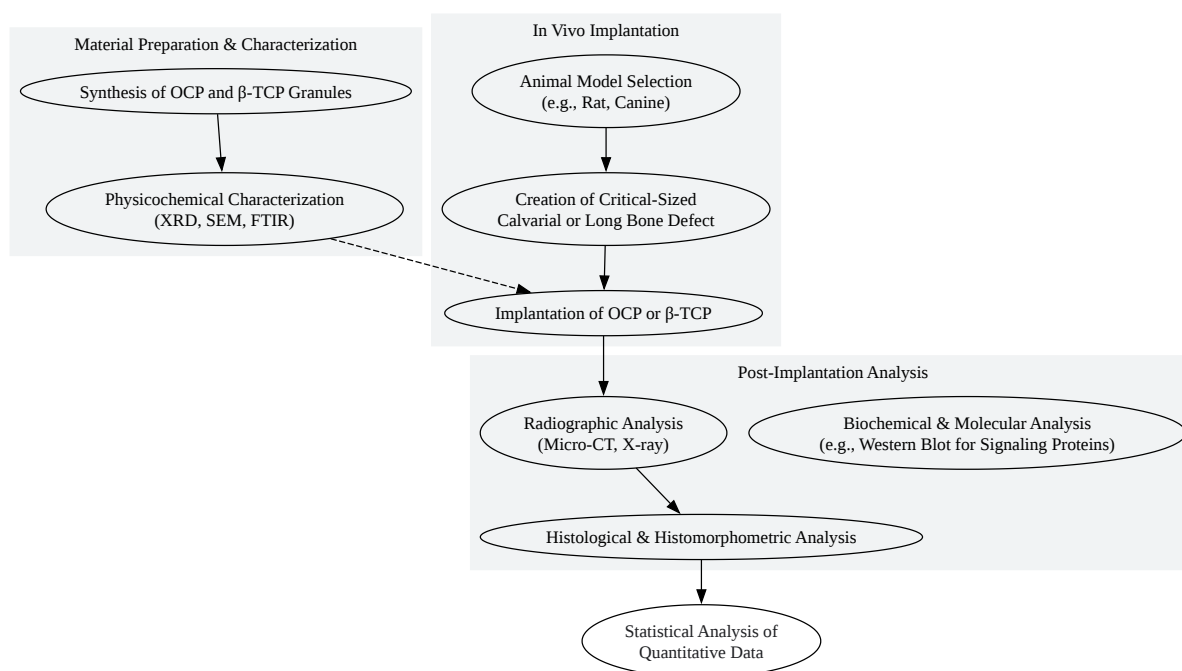 Material Preparation & Characterization
Synthesis of OCP and β-TCP Granules
Physicochemical Characterization
(XRD, SEM, FTIR)
In Vivo Implantation
Animal Model Selection
(e.g., Rat, Canine)
Creation of Critical-Sized
Calvarial or Long Bone Defect
Implantation of OCP or β-TCP
Post-Implantation Analysis
Radiographic Analysis
(Micro-CT, X-ray)
Biochemical & Molecular Analysis
(e.g., Western Blot for Signaling Proteins)
Histological & Histomorphometric Analysis
Statistical Analysis of
Quantitative Data